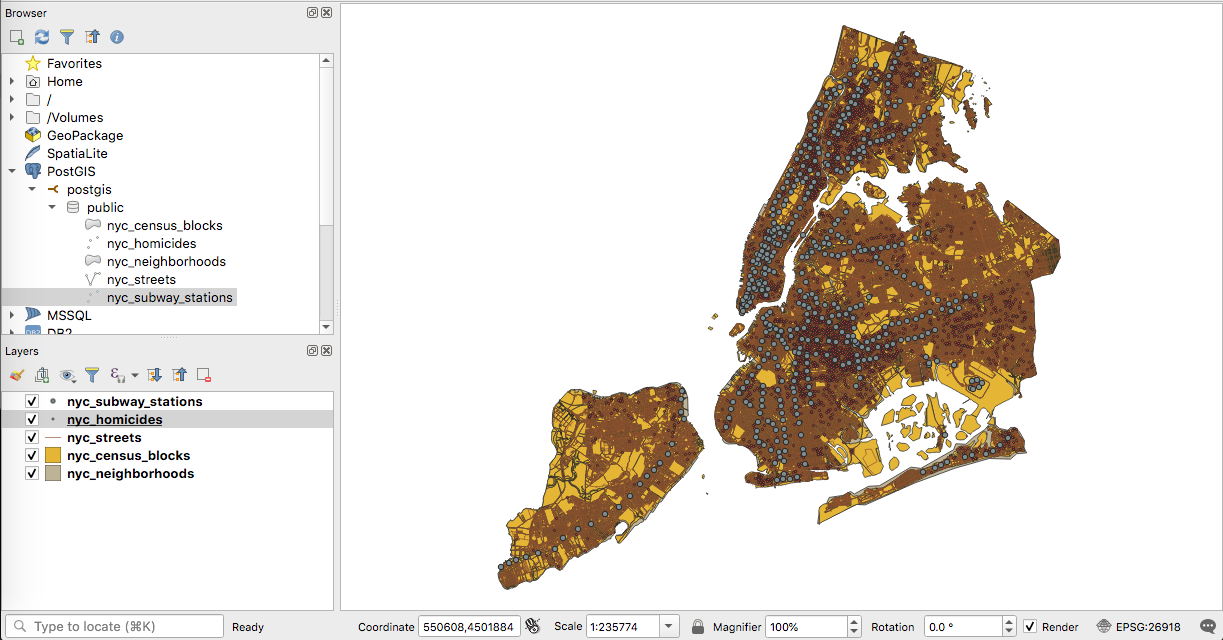 Browser
Favorites
Home
/
/Volumes
GeoPackage
SpatiaLite
PostGIS
postgis
public
nyc_census_blocks
nyc_homicides
nyc_neighborhoods
nyc_streets
nyc_subway_stations
MSSQL
DB2
Layers
nyc_subway_stations
nyc_homicides
nyc_streets
nyc_census_blocks
nyc_neighborhoods
Type to locate (⌘K) Ready Coordinate 550608,4501884 Scale 1:235774 Magnifier 100% Rotation 0.0 ° Render EPSG:26918